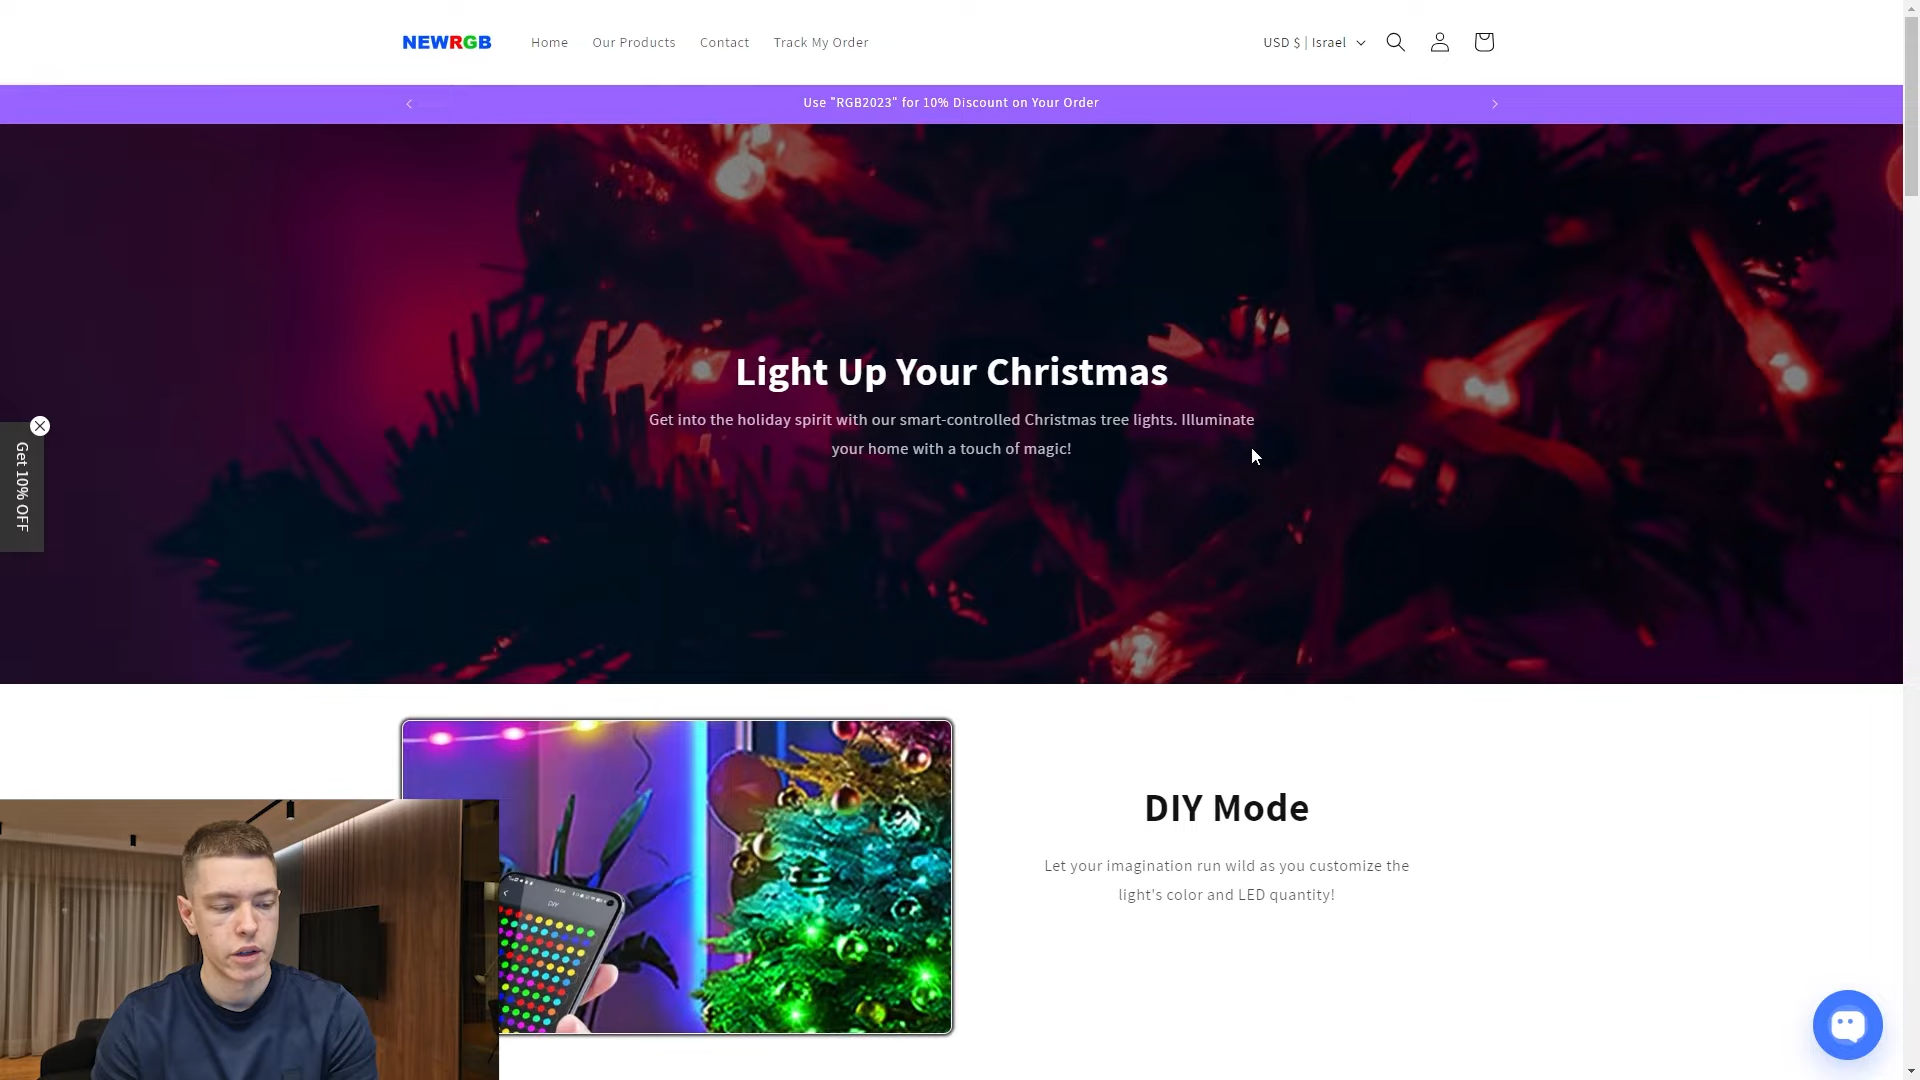 NEWRGB
Home
Our Products
Contact
Track My Order
USD $ | Israel
Use "RGB2023" for 10% Discount on Your Order
Light Up Your Christmas
Get into the holiday spirit with our smart-controlled Christmas tree lights. Illuminate
your home with a touch of magic!
Get 10% OFF
DIY
DIY Mode
Let your imagination run wild as you customize the
light's color and LED quantity!